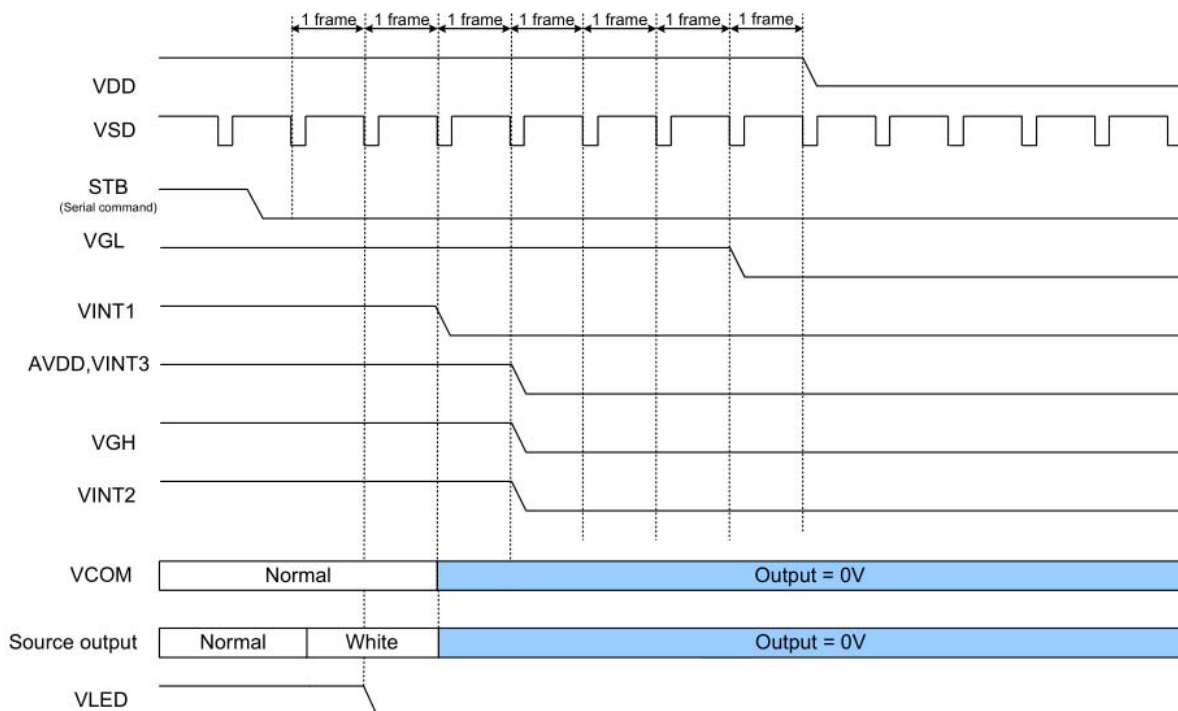 1 frame 1 frame 1 frame 1 frame 1 frame 1 frame 1 frame
VDD
VSD
STB
(Serial command)
VGL
VINT1
AVDD,VINT3
VGH
VINT2
VCOM Normal Output = 0V
Source output Normal White Output = 0V
VLED